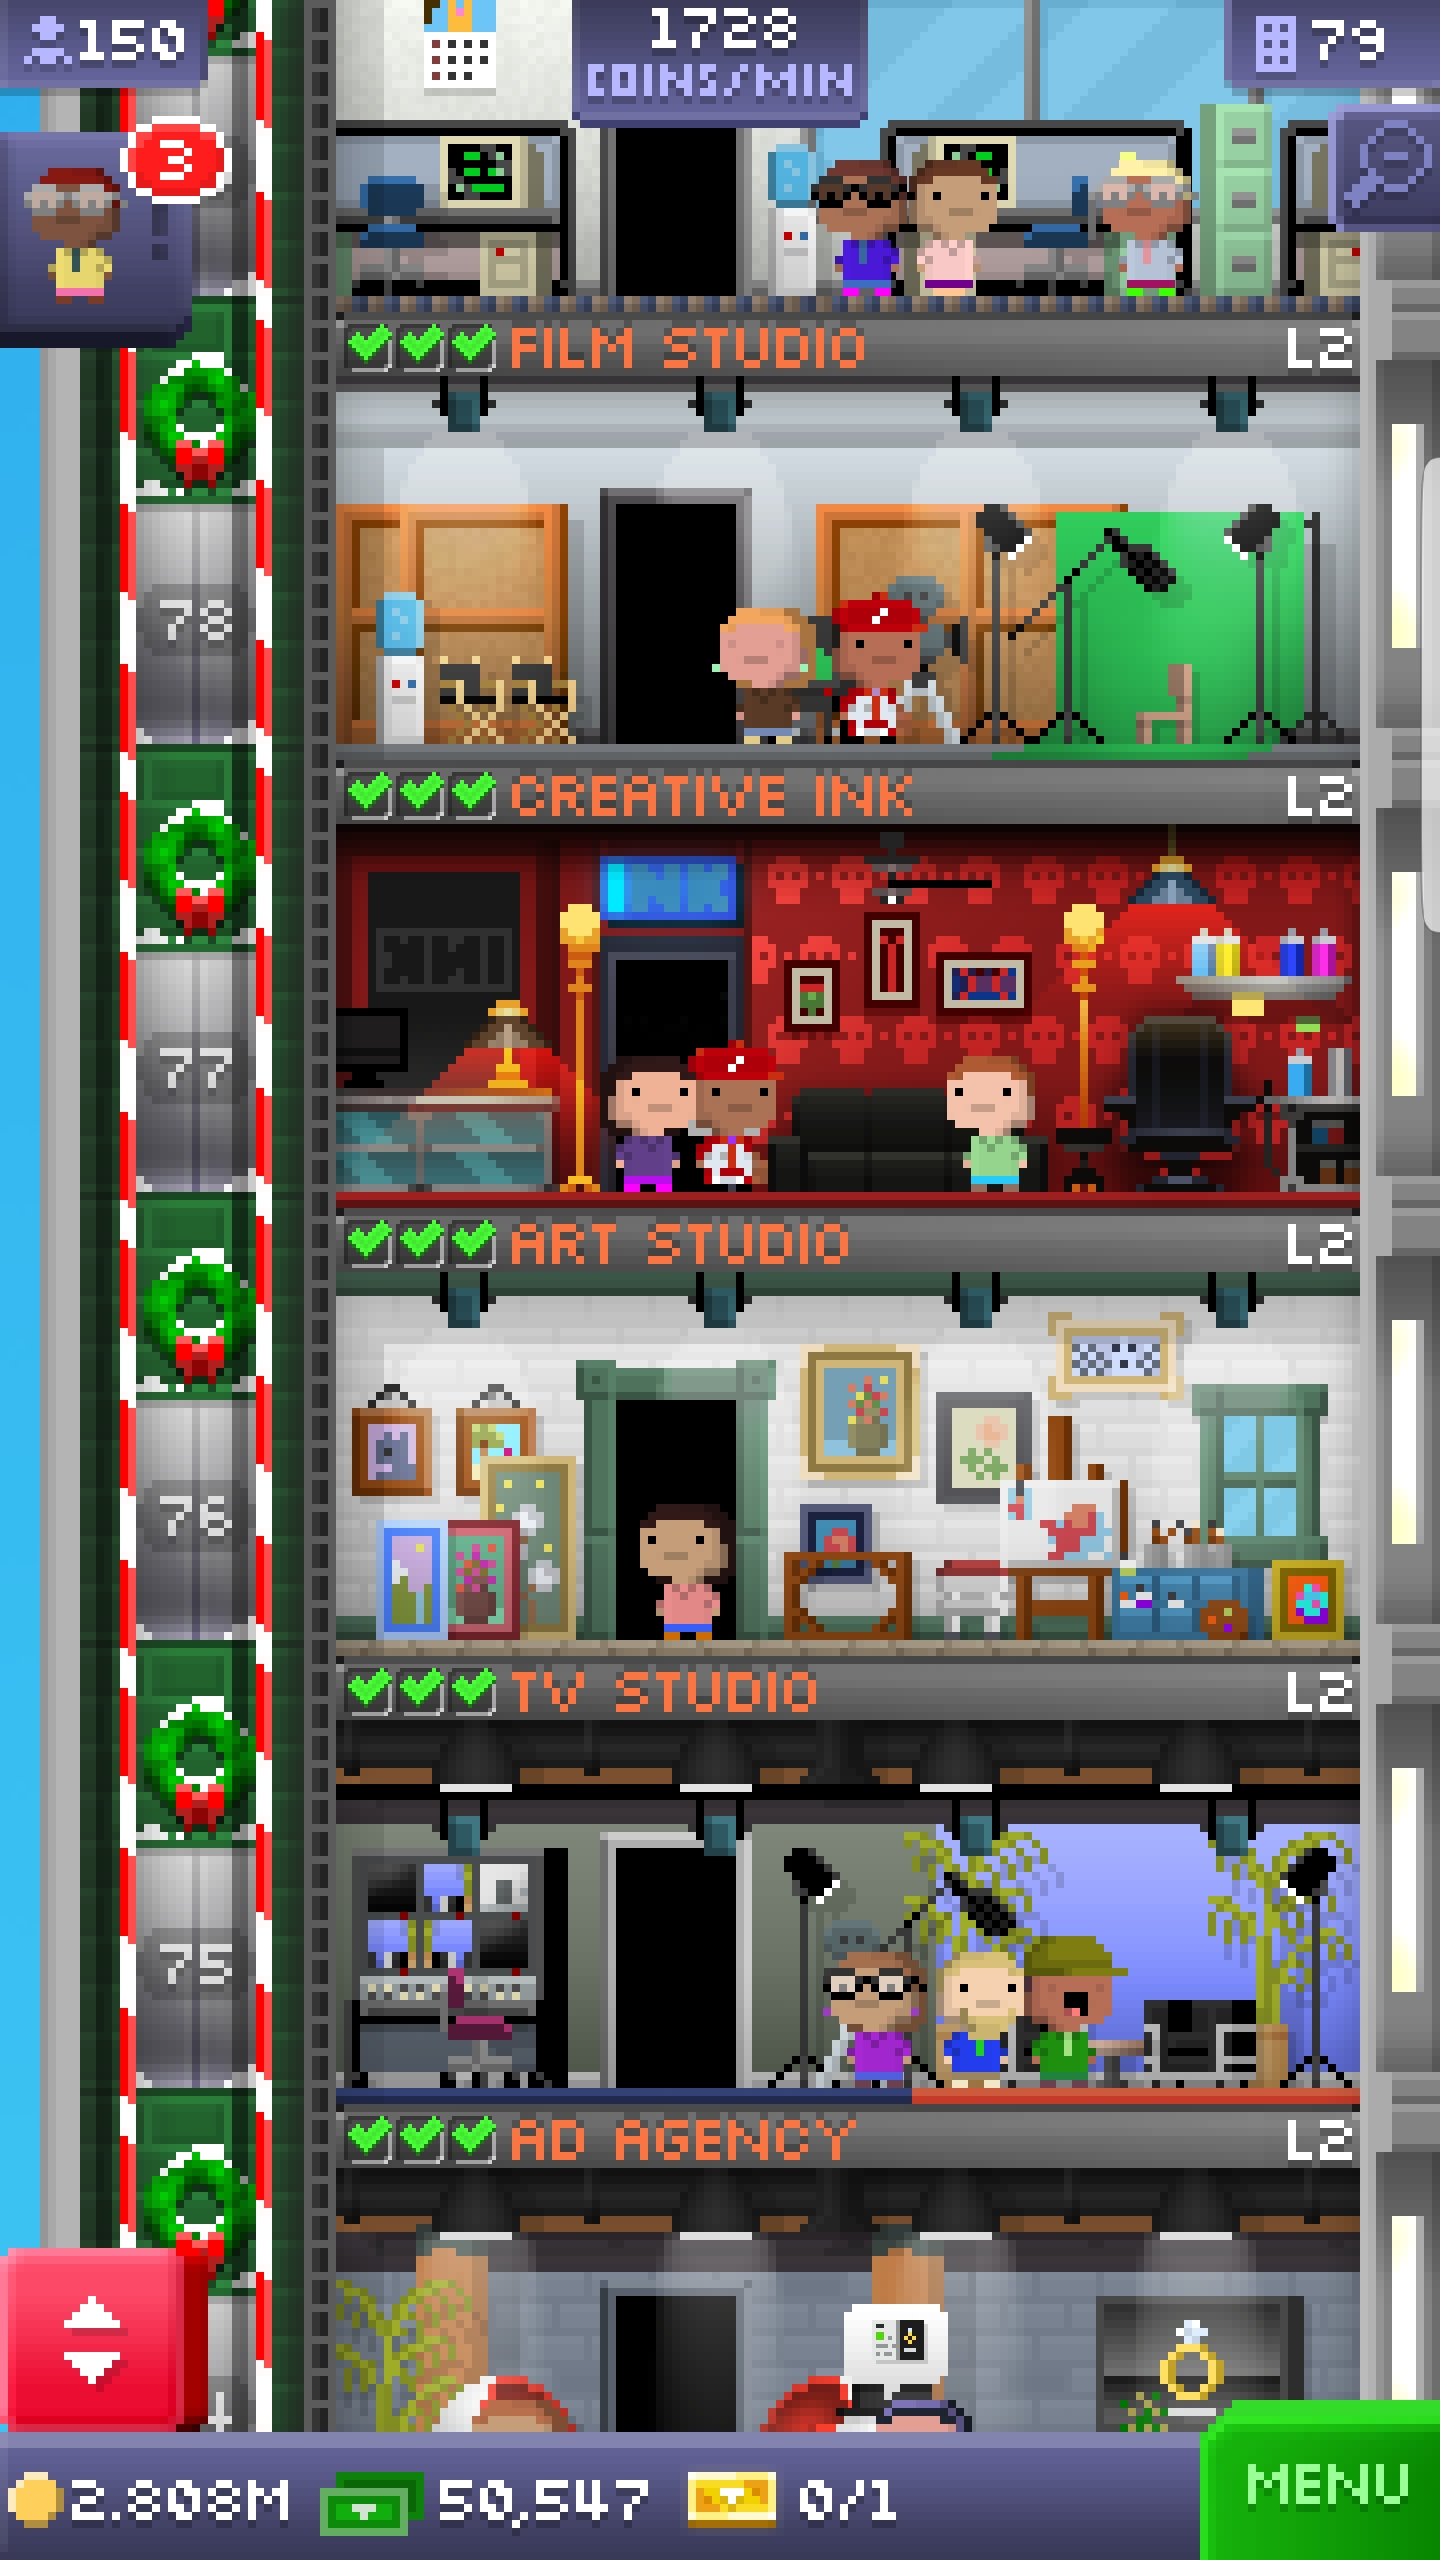 150
1728
COINS/MIN
79
3
FILM STUDIO L2
78
CREATIVE INK L2
INK
INK
77
ART STUDIO L2
76
TV STUDIO L2
75
AD AGENCY L2
2.808M 50,547 0/1
MENU